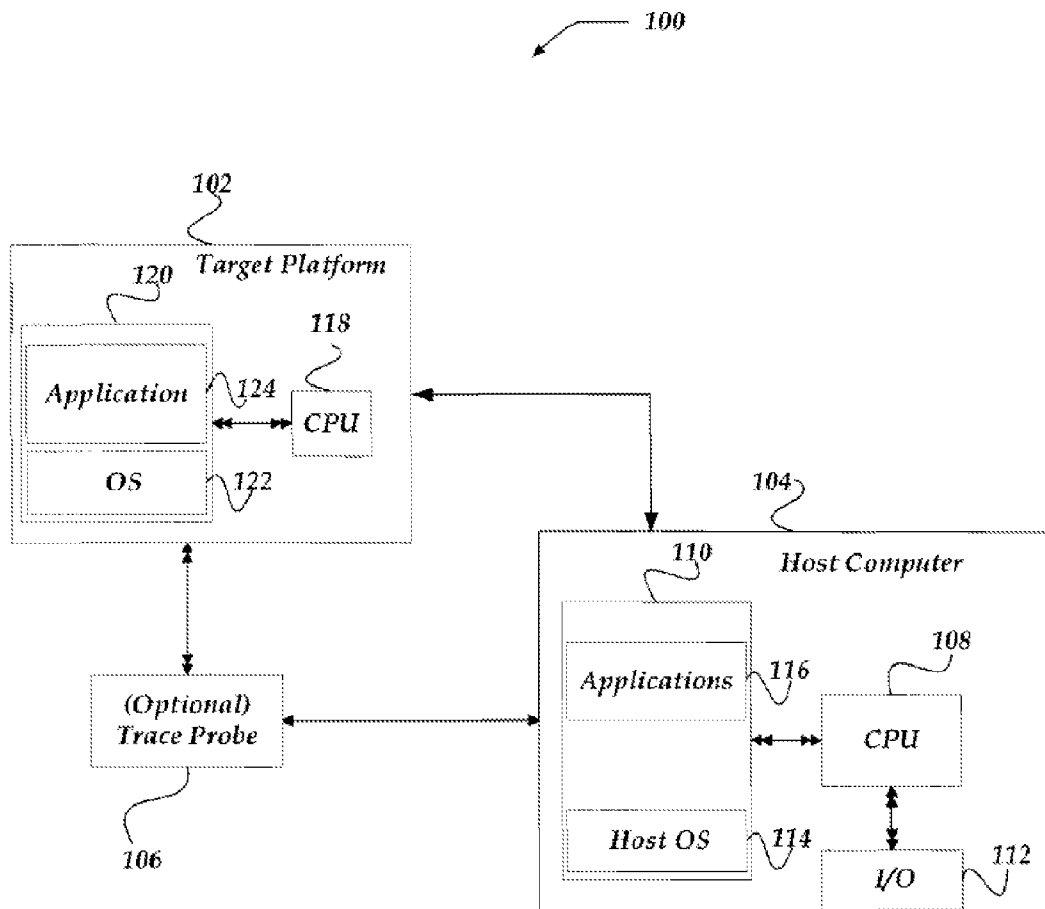 100
102
Target Platform
120
118
Application
124
CPU
OS
122
104
110
Host Computer
108
Applications
116
(Optional)
Trace Probe
CPU
106
Host OS
114
112
I/O